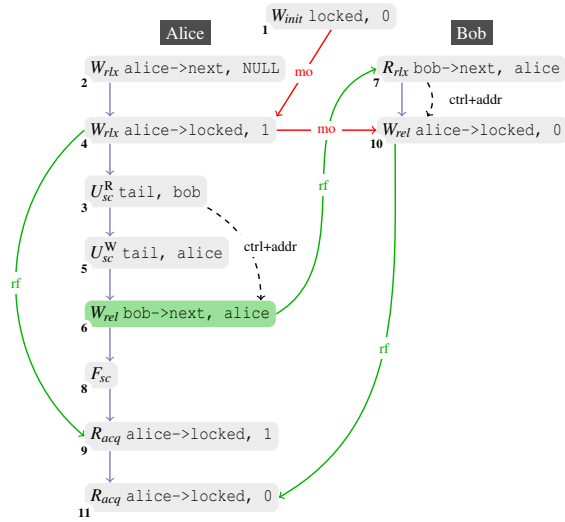 W_init locked, 0
1
Alice
Bob
W_rlx alice->next, NULL
2
mo
R_rlx bob->next, alice
7
ctrl+addr
W_rlx alice->locked, 1
4
mo
W_rel alice->locked, 0
10
rf
U_sc^R tail, bob
3
ctrl+addr
U_sc^W tail, alice
5
rf
W_rel bob->next, alice
6
rf
F_sc
8
R_acq alice->locked, 1
9
R_acq alice->locked, 0
11